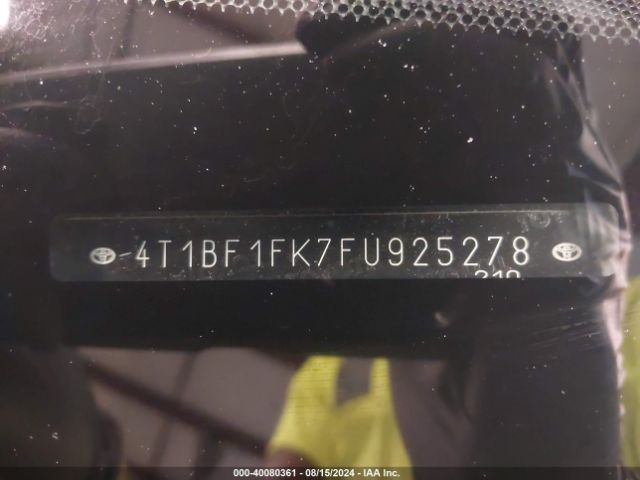 4T1BF1FK7FU925278
000-40080361 - 08/15/2024 - IAA Inc.